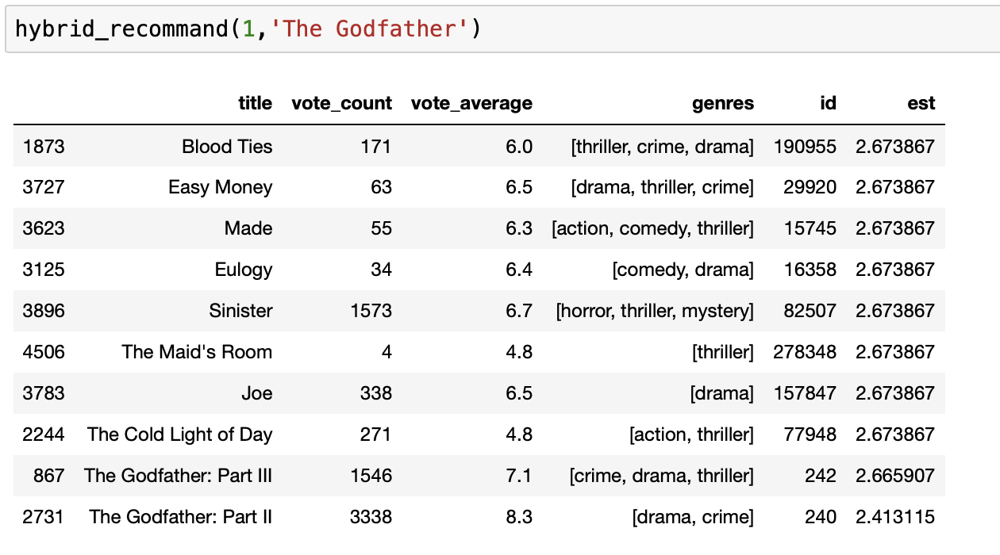 hybrid_recommand(1,'The Godfather')
title vote_count vote_average genres id est
1873 Blood Ties 171 6.0 [thriller, crime, drama] 190955 2.673867
3727 Easy Money 63 6.5 [drama, thriller, crime] 29920 2.673867
3623 Made 55 6.3 [action, comedy, thriller] 15745 2.673867
3125 Eulogy 34 6.4 [comedy, drama] 16358 2.673867
3896 Sinister 1573 6.7 [horror, thriller, mystery] 82507 2.673867
4506 The Maid's Room 4 4.8 [thriller] 278348 2.673867
3783 Joe 338 6.5 [drama] 157847 2.673867
2244 The Cold Light of Day 271 4.8 [action, thriller] 77948 2.673867
867 The Godfather: Part III 1546 7.1 [crime, drama, thriller] 242 2.665907
2731 The Godfather: Part II 3338 8.3 [drama, crime] 240 2.413115